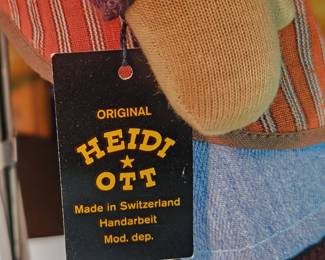 ORIGINAL
HEIDI
★
OTT
Made in Switzerland
Handarbeit
Mod. dep.